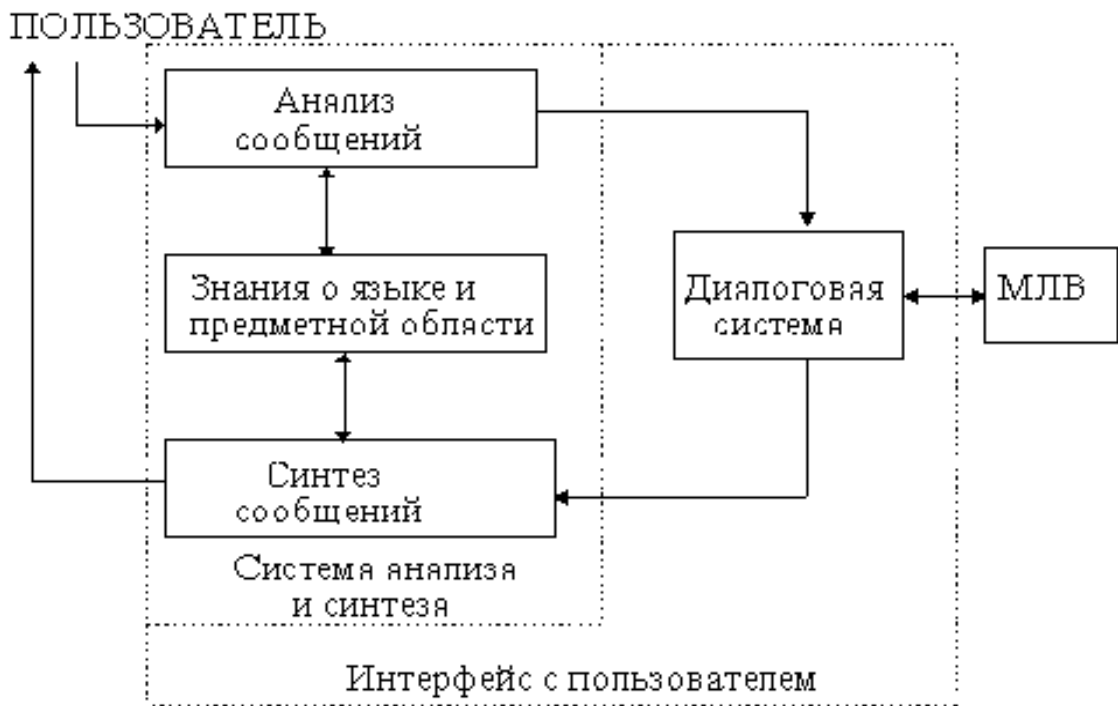 ПОЛЬЗОВАТЕЛЬ
Анализ
сообщений
Знания о языке и
предметной области
Диалоговая
система
МЛВ
Синтез
сообщений
Система анализа
и синтеза
Интерфейс с пользователем